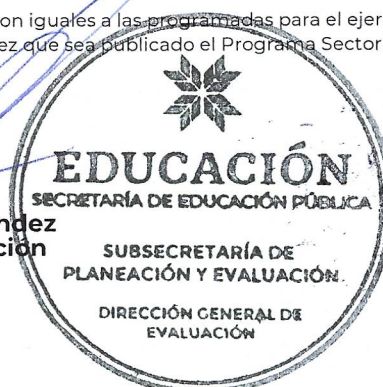 on iguales a las programadas para el ejer
ez que sea publicado el Programa Sector
EDUCACIÓN
SECRETARÍA DE EDUCACIÓN PÚBLICA
ndez
ción
SUBSECRETARÍA DE
PLANEACIÓN Y EVALUACIÓN
DIRECCIÓN GENERAL DE
EVALUACIÓN